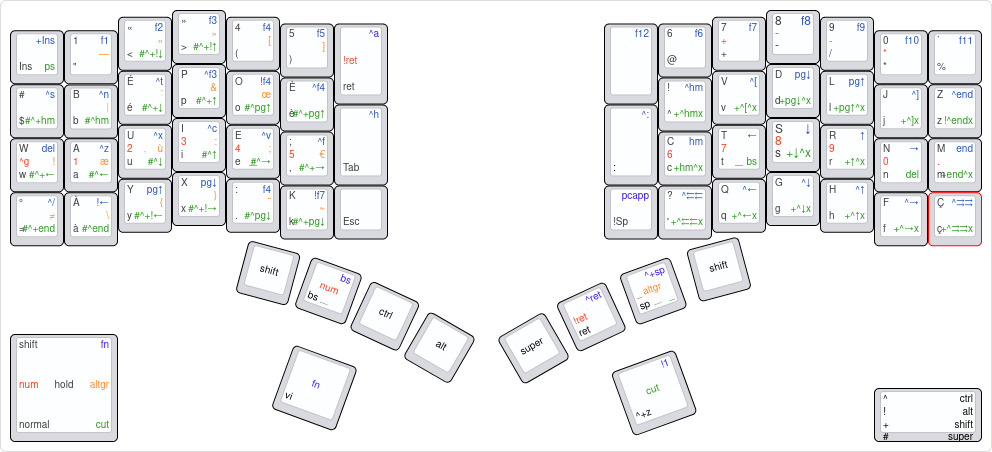 +Ins
Ins ps
1 f1
—
"
« f2
< #^+!↓
» f3
> #^+!↑
4 f4
[
(
5 f5
]
)
^a
!ret
ret
# ^s
$#^+hm
B ^n
|
b #^hm
É ^t
é #^+↓
P ^f3
&
p #^+↑
O !f4
œ
o #^pg↑
È ^f4
è#^+hm
W del
^g !
w #^+←
A ^z
1 æ
a #^←
U ^x
2 ù
u #^↓
I ^c
3
i #^↑
E ^v
4
e #^→
;
5 €
, #^+→
^h
Tab
° ^/
≠
=#^+end
À !←
\
à #^end
Y pg↑
{
y #^+!←
X pg↓
}
x #^+!→
: f4
. #^pg↓
K !f7
~
k#^+pg↓
Esc
f12
6 f6
@
7 f7
+
+
8 f8
-
-
9 f9
-
/
0 f10
*
*
` f11
%
! ^hm
^ +^hmx
V ^[
v +^[^x
D pg↓
d+pg↓^x
L pg↑
l+pg↑^x
J ^]
j +^]x
Z ^end
z !^endx
^:
:
C hm
6
c+hm^x
T ←
7
t _ bs
S ↓
8
s +↓^x
R ↑
9
r +↑^x
N →
0
n del
M end
.
m+end^x
pcapp
!Sp
? ^⇇
' +^⇇x
Q ^←
q +^←x
G ^↓
g +^↓x
H ^↑
h +^↑x
F ^→
f +^→x
Ç ^⇉
ç+^⇉x
shift
bs
num
bs _
ctrl
alt
super
^ret
!ret
ret
^+sp
_ altgr
sp _ _
shift
fn
vi
!1
cut
^+z
shift fn
num hold altgr
normal cut
^ ctrl
! alt
+ shift
# super